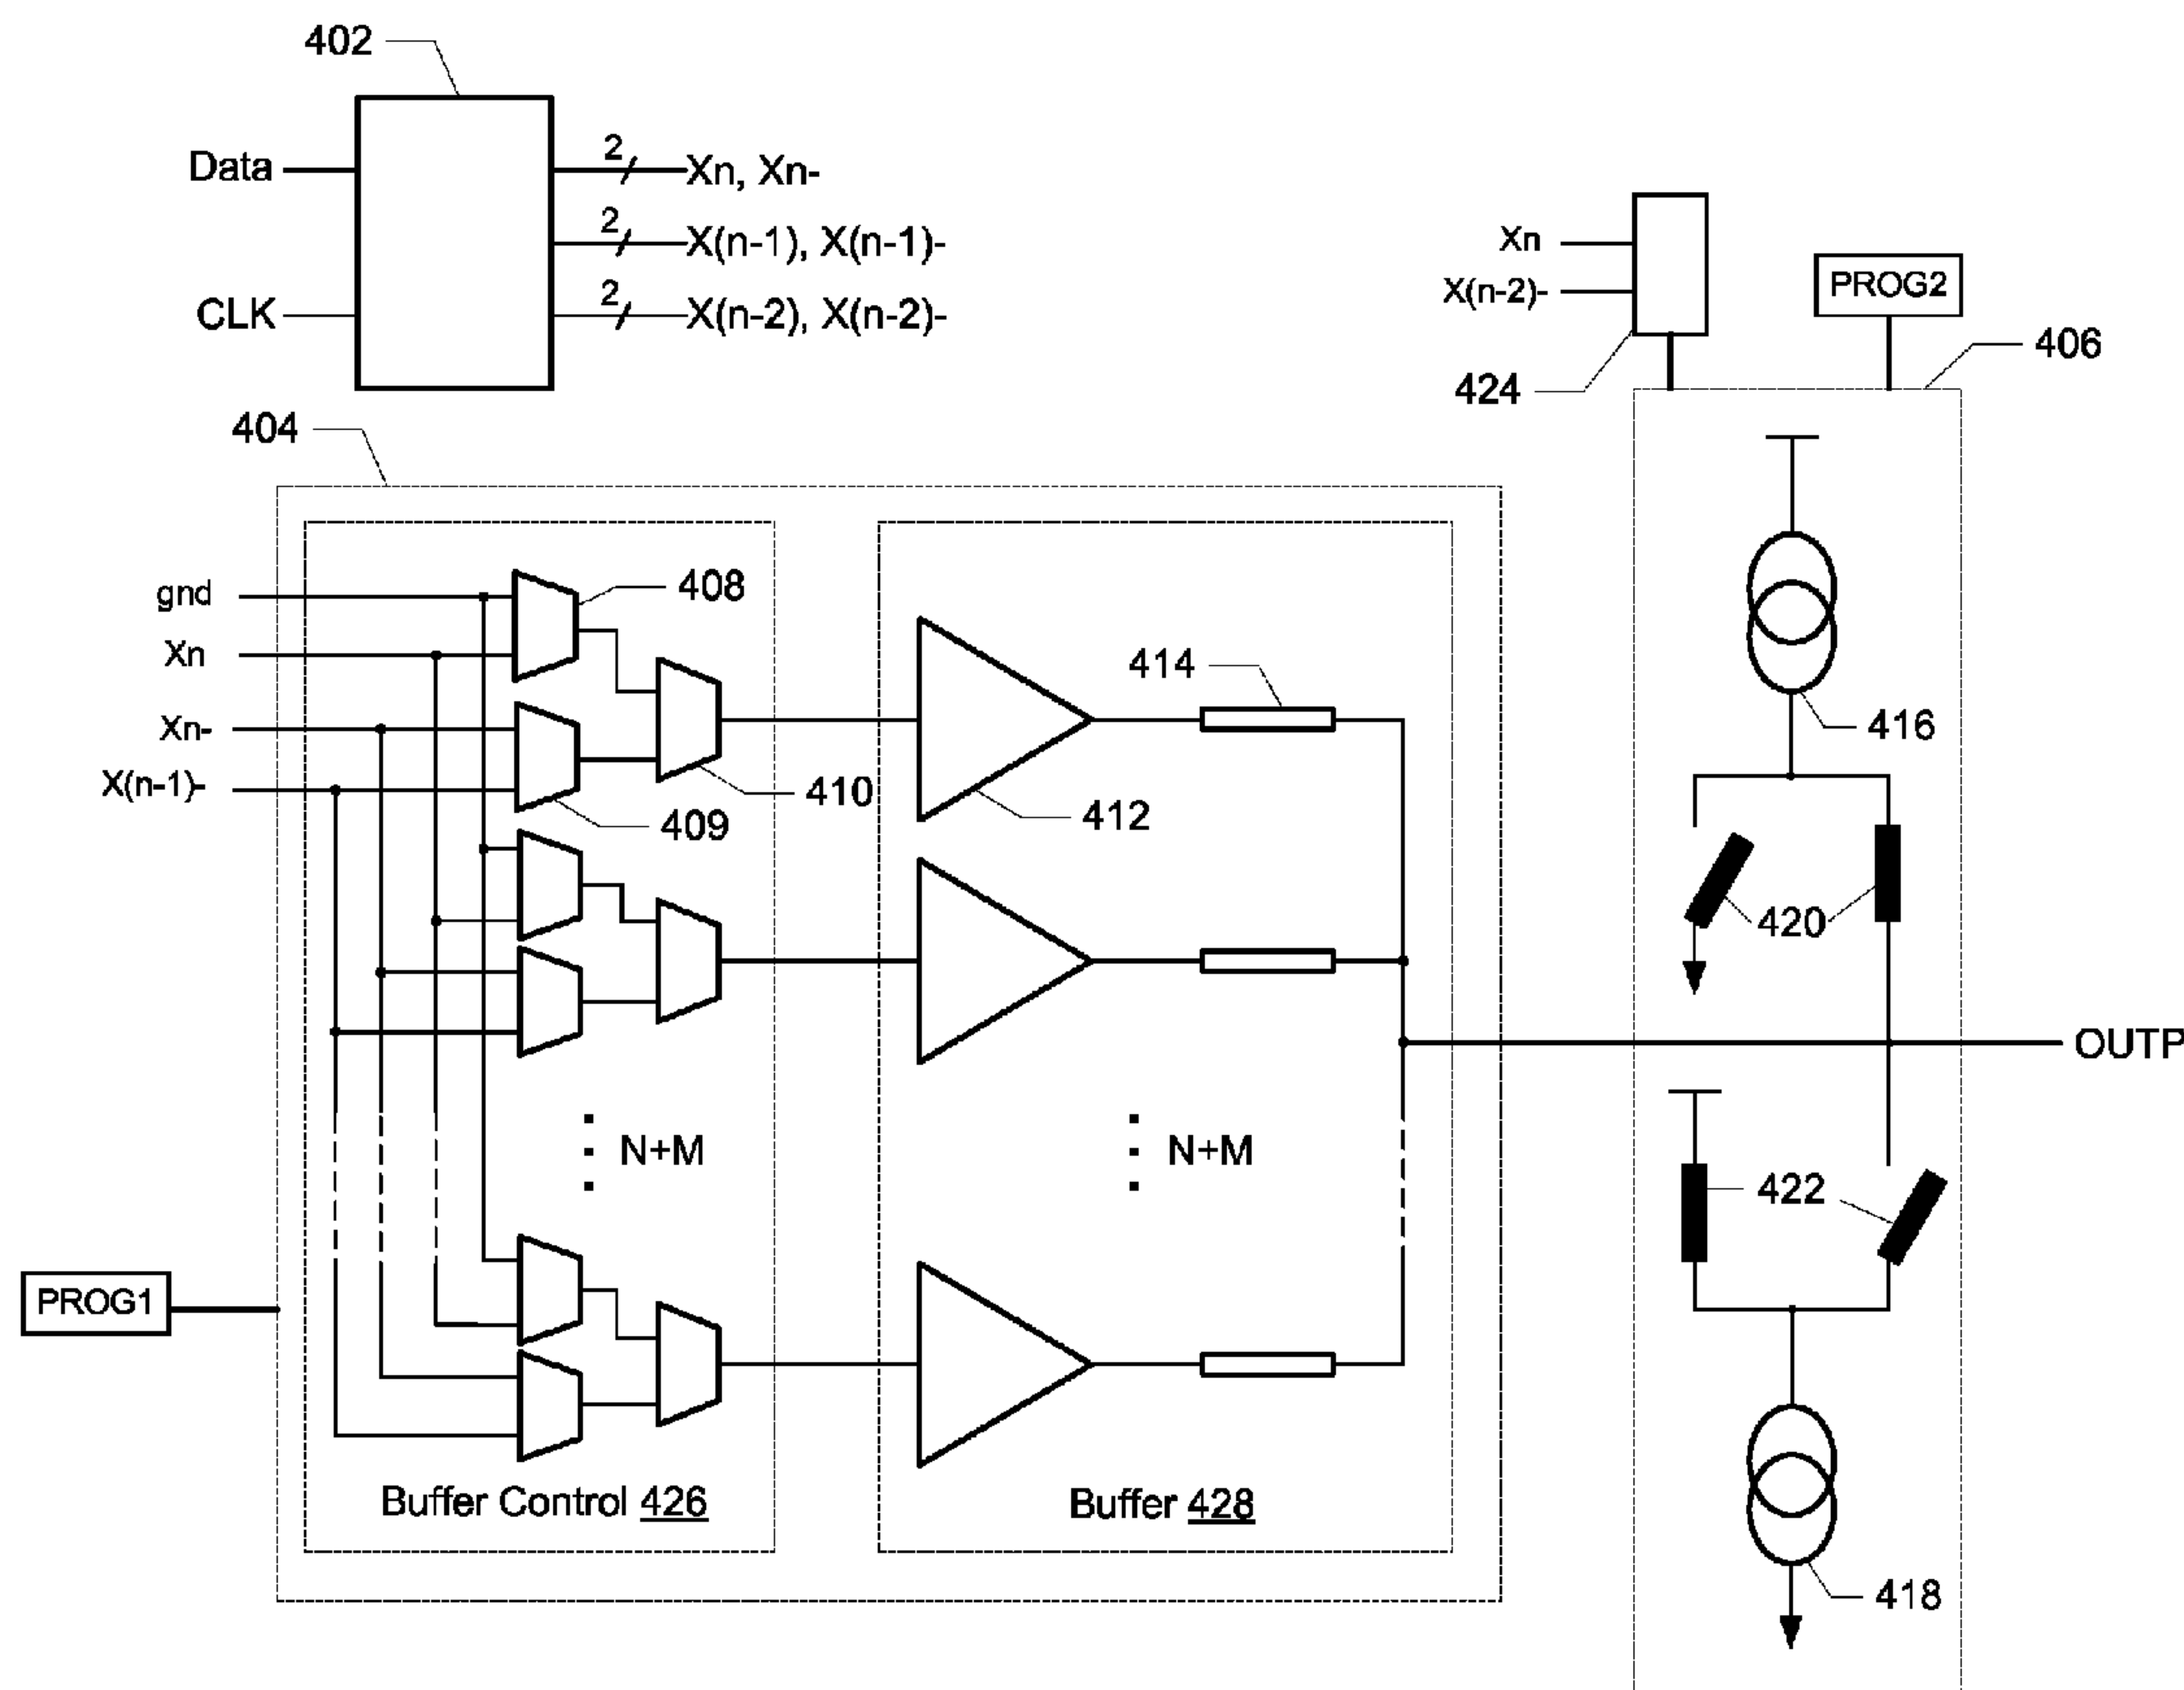 402
Data
2
Xn, Xn-
2
X(n-1), X(n-1)-
CLK
2
X(n-2), X(n-2)-
Xn
X(n-2)-
424
PROG2
406
404
gnd
Xn
Xn-
X(n-1)-
408
409
410
412
414
416
420
OUTP
N+M
N+M
422
PROG1
Buffer Control 426
Buffer 428
418